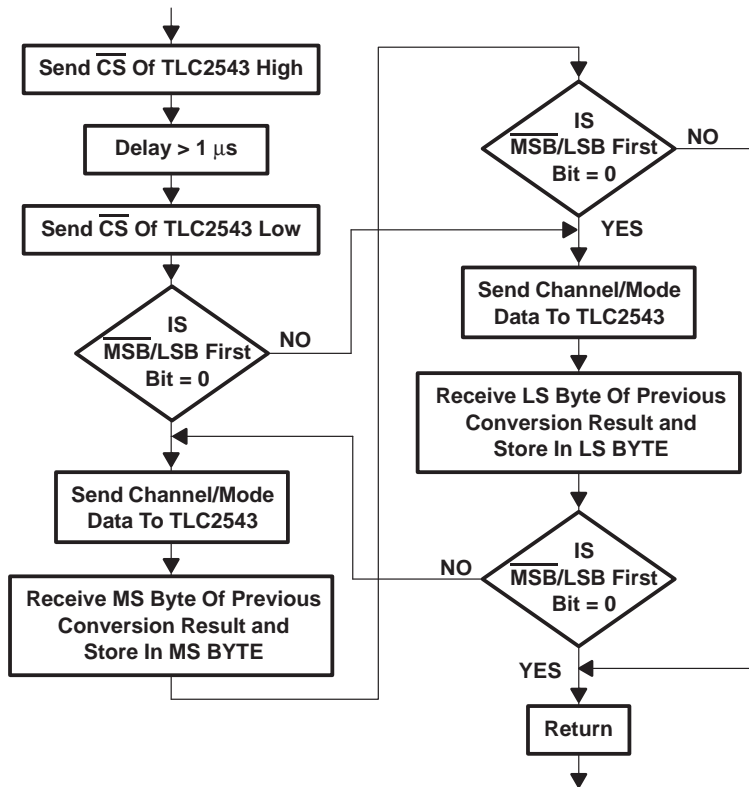 Send CS Of TLC2543 High
Delay > 1 μs
Send CS Of TLC2543 Low
IS
MSB/LSB First
Bit = 0
NO
Send Channel/Mode
Data To TLC2543
Receive MS Byte Of Previous
Conversion Result and
Store In MS BYTE
IS
MSB/LSB First
Bit = 0
NO
YES
Send Channel/Mode
Data To TLC2543
Receive LS Byte Of Previous
Conversion Result and
Store In LS BYTE
IS
MSB/LSB First
Bit = 0
NO
YES
Return